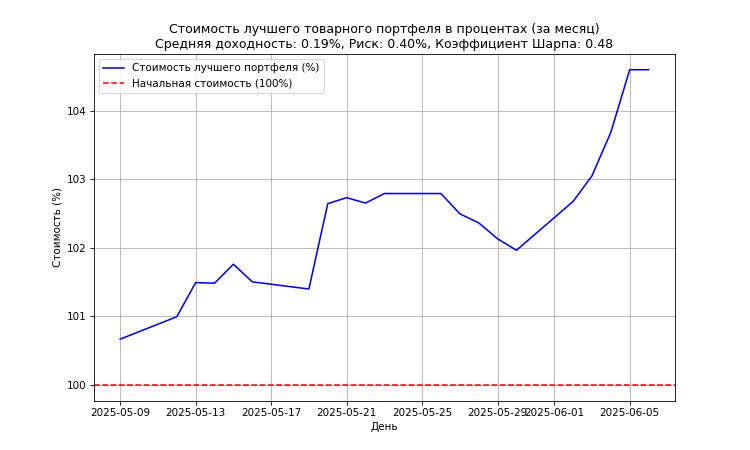 Стоимость лучшего товарного портфеля в процентах (за месяц)
Средняя доходность: 0.19%, Риск: 0.40%, Коэффициент Шарпа: 0.48
Стоимость лучшего портфеля (%)
Начальная стоимость (100%)
Стоимость (%)
104
103
102
101
100
2025-05-09 2025-05-13 2025-05-17 2025-05-21 2025-05-25 2025-05-29 2025-06-01 2025-06-05
День